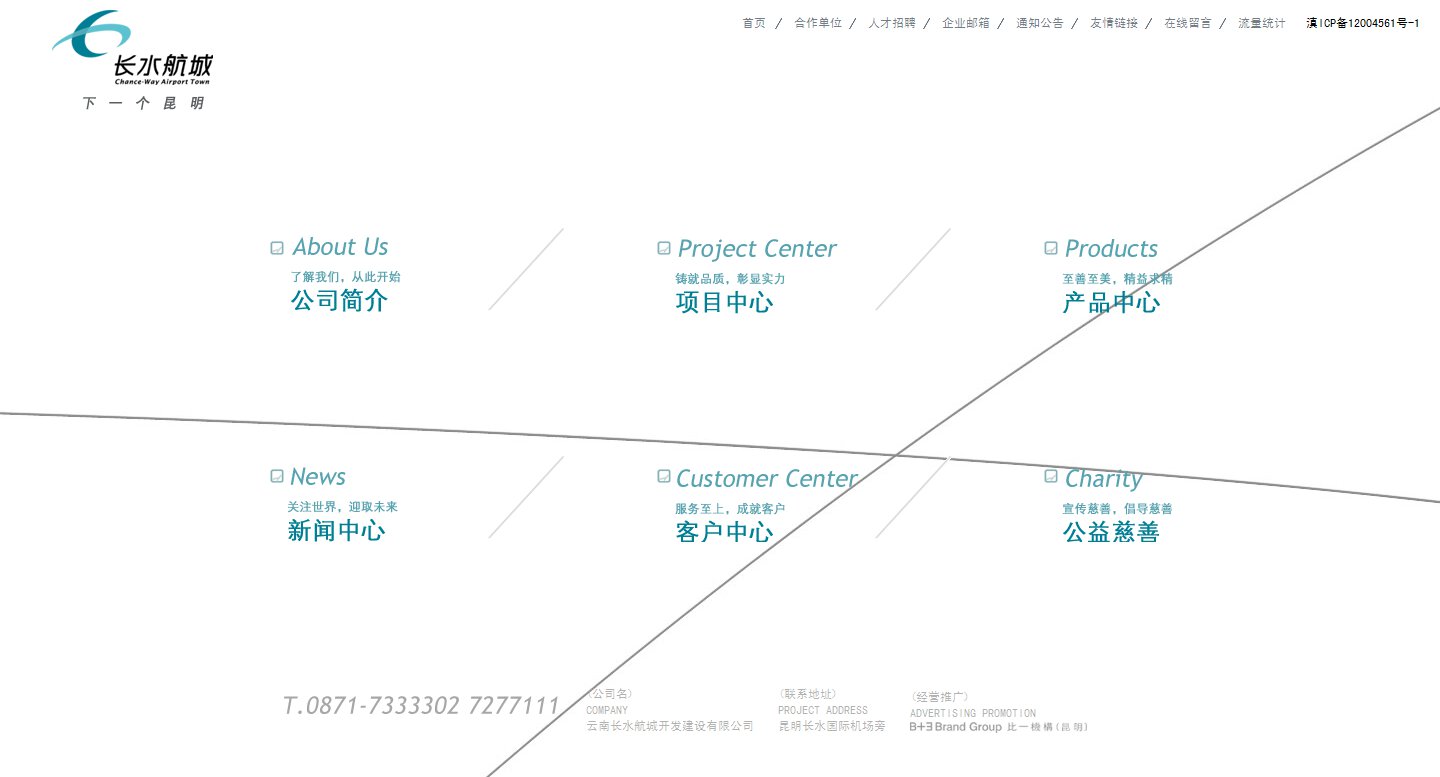 首页 / 合作单位 / 人才招聘 / 企业邮箱 / 通知公告 / 友情链接 / 在线留言 / 流量统计 滇ICP备12004561号-1
长水航城
Chance-Way Airport Town
下一个昆明
About Us
了解我们，从此开始
公司简介
Project Center
铸就品质，彰显实力
项目中心
Products
至善至美，精益求精
产品中心
News
关注世界，迎取未来
新闻中心
Customer Center
服务至上，成就客户
客户中心
Charity
宣传慈善，倡导慈善
公益慈善
T.0871-7333302 7277111
(公司名)
COMPANY
云南长水航城开发建设有限公司
(联系地址)
PROJECT ADDRESS
昆明长水国际机场旁
(经营推广)
ADVERTISING PROMOTION
B+3 Brand Group 比一機構(昆明)